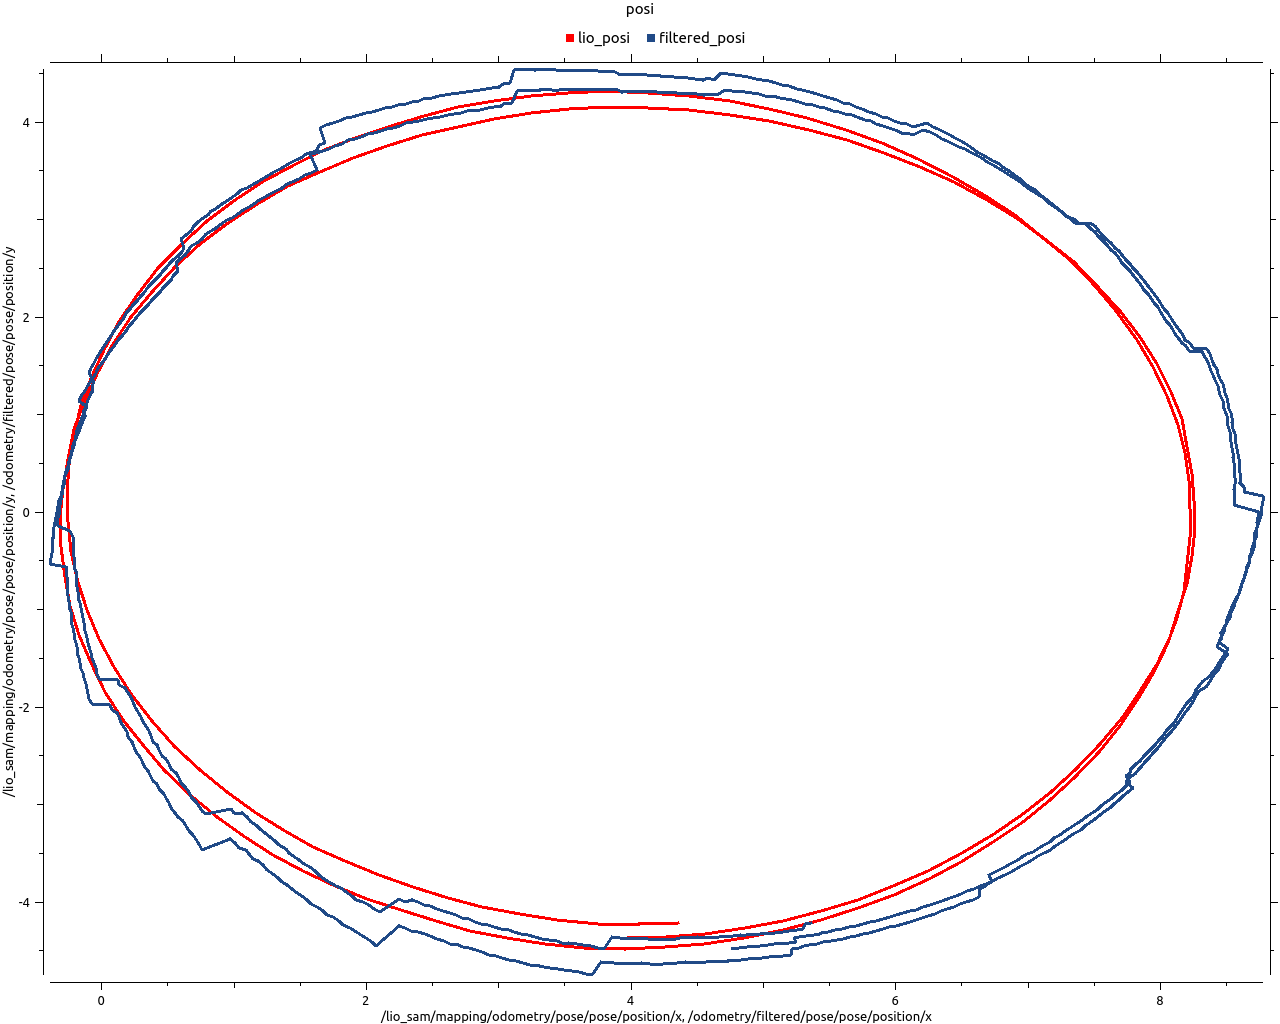 posi
lio_posi filtered_posi
/lio_sam/mapping/odometry/pose/pose/position/y, /odometry/filtered/pose/pose/position/y
4
2
0
-2
-4
0 2 4 6 8
/lio_sam/mapping/odometry/pose/pose/position/x, /odometry/filtered/pose/pose/position/x